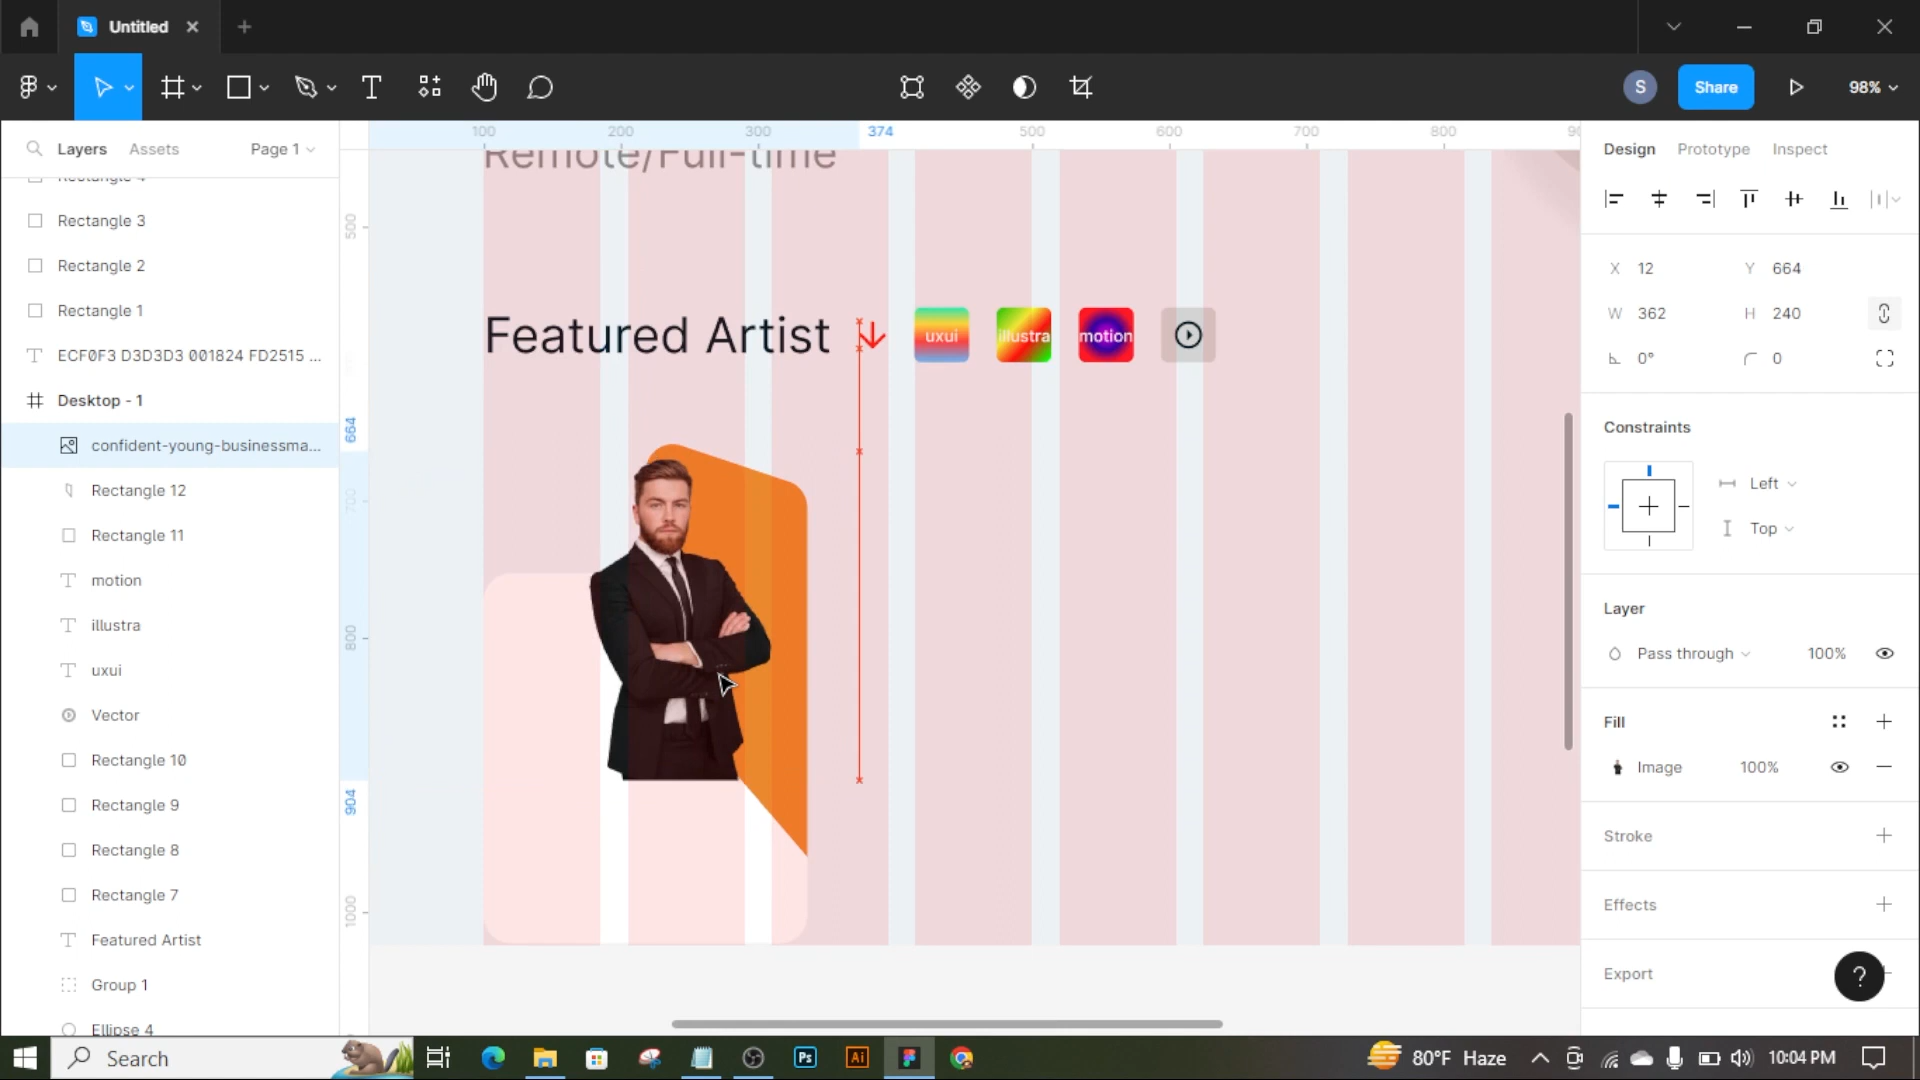 Untitled
S
Share
98%
Layers
Assets
Page 1
Design
Prototype
Inspect
100
200
300
374
500
600
700
800
Rectangle 4
Rectangle 3
Rectangle 2
Rectangle 1
ECF0F3 D3D3D3 001824 FD2515 ...
Desktop - 1
confident-young-businessma...
Rectangle 12
Rectangle 11
motion
illustra
uxui
Vector
Rectangle 10
Rectangle 9
Rectangle 8
Rectangle 7
Featured Artist
Group 1
Ellipse 4
500
664
700
800
904
1000
Remote/Full-time
Featured Artist
uxui
illustra
motion
X 12
Y 664
W 362
H 240
0°
0
Constraints
Left
Top
Layer
Pass through
100%
Fill
Image
100%
Stroke
Effects
Export
?
Search
Ps
Ai
80°F Haze
10:04 PM